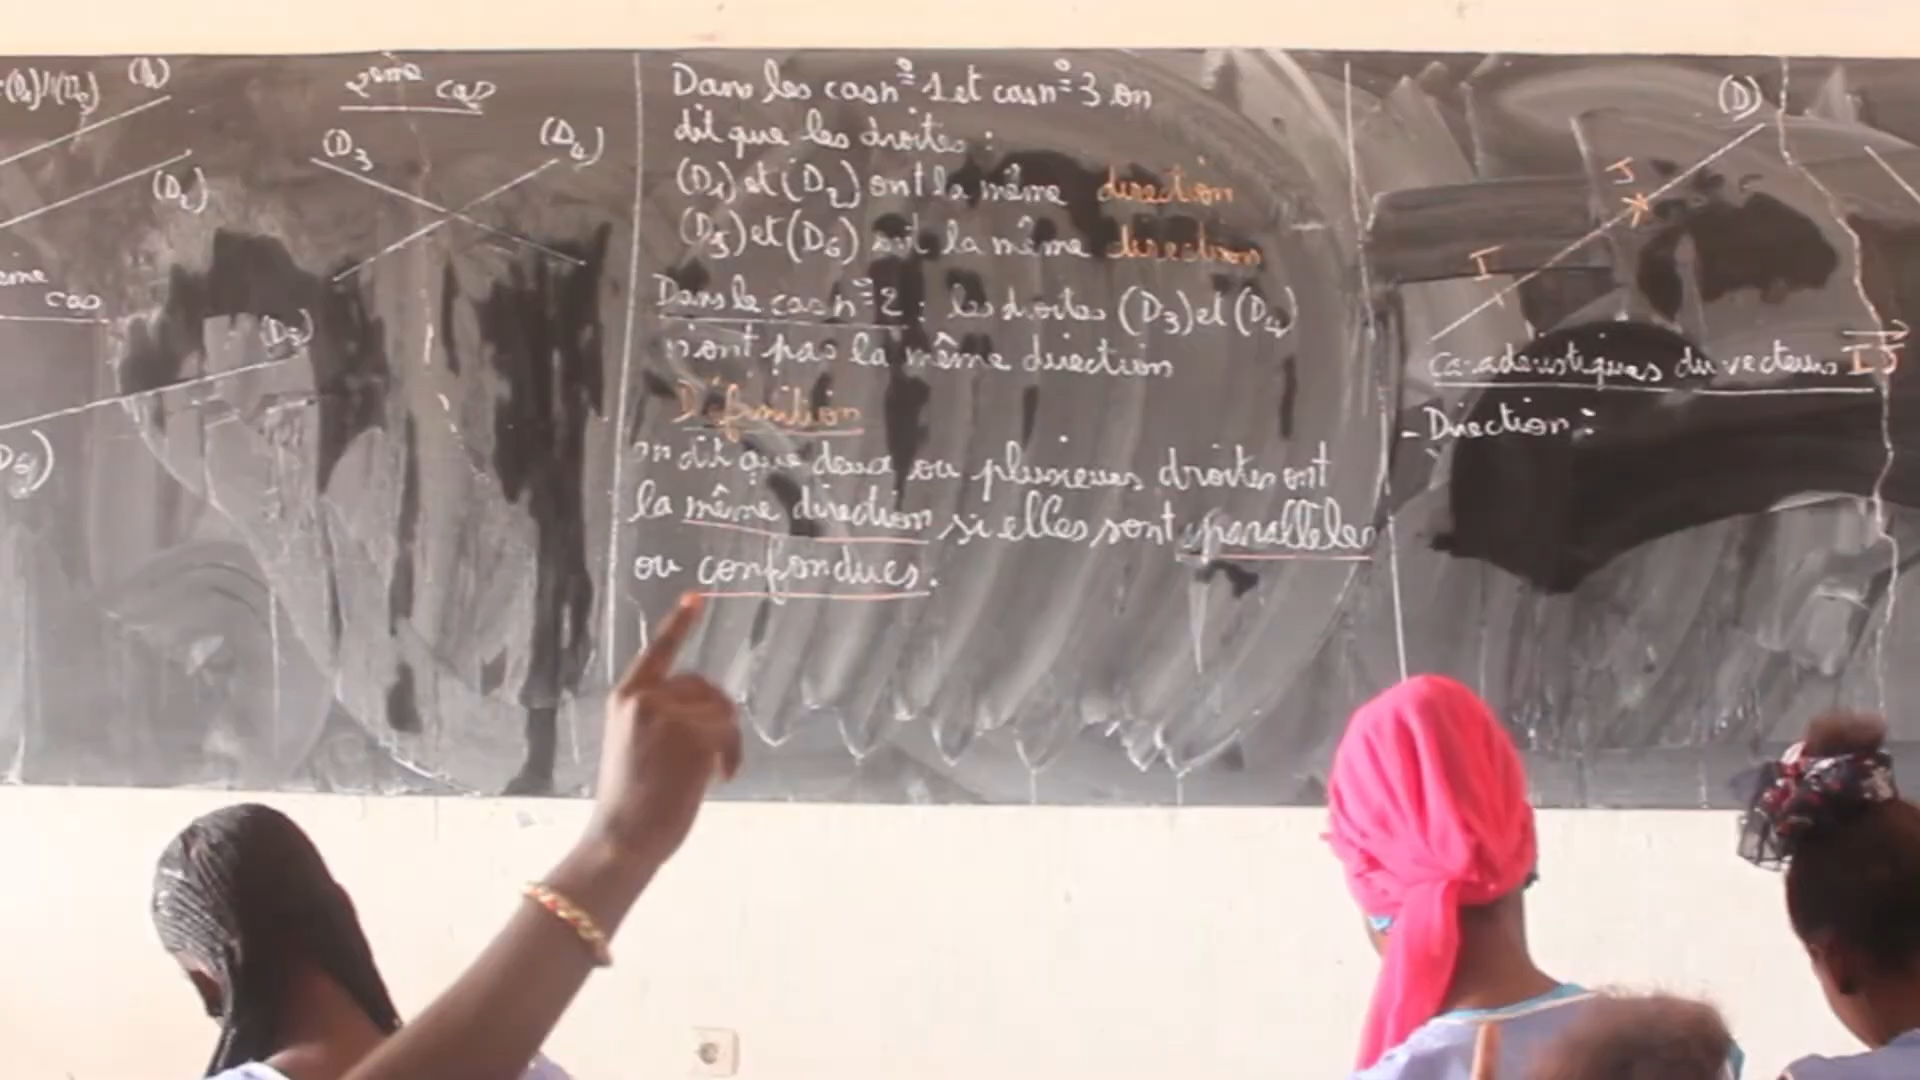 (D1)//(D2)
2ème cas
(D3
(D4)
(D2)
ème
cas
(D5)
D6)
Dans les cas n° 1 et cas n° 3 on
dit que les droites :
(D1) et (D2) ont la même direction
(D5) et (D6) ont la même direction
Dans le cas n° 2 : les droites (D3) et (D4)
n'ont pas la même direction
Définition
on dit que deux ou plusieurs droites ont
la même direction si elles sont parallèles
ou confondues.
(D)
J
I
Caractéristiques du vecteur IJ
- Direction :